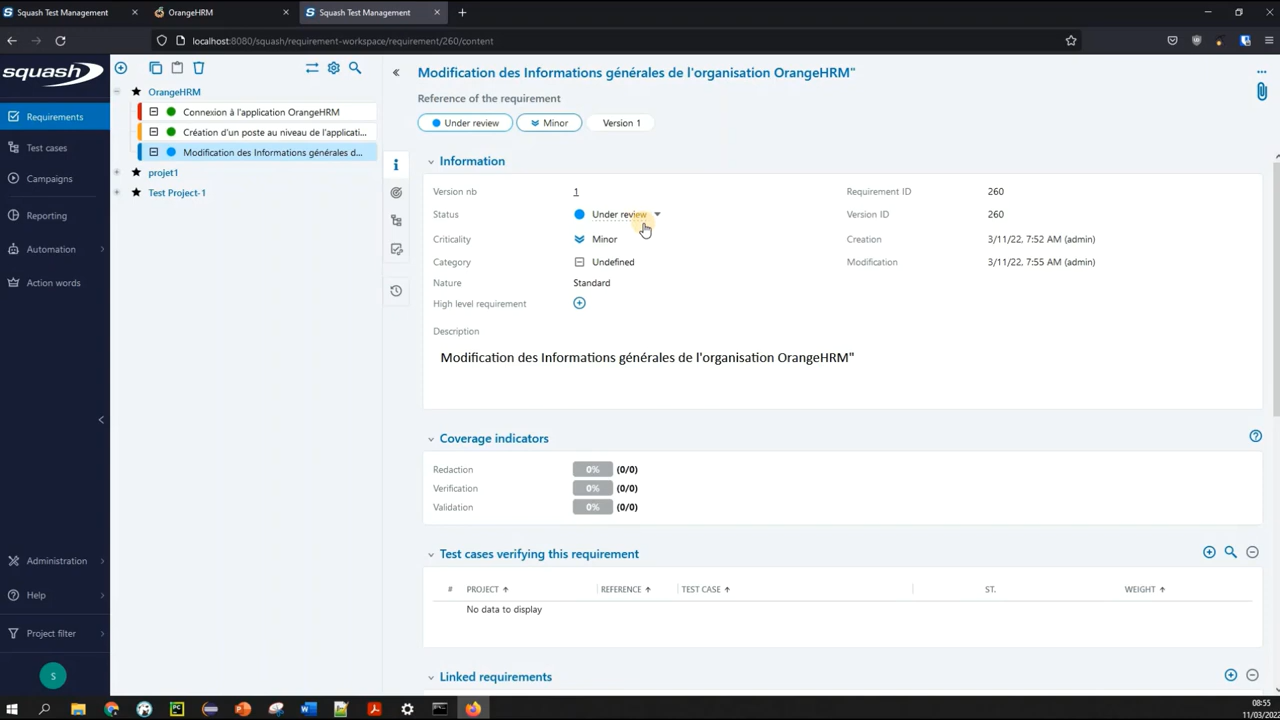 Squash Test Management
OrangeHRM
Squash Test Management
localhost:8080/squash/requirement-workspace/requirement/260/content
squash
Requirements
Test cases
Campaigns
Reporting
Automation
Action words
Administration
Help
Project filter
S
OrangeHRM
Connexion à l'application OrangeHRM
Création d'un poste au niveau de l'applicati...
Modification des Informations générales d...
projet1
Test Project-1
Modification des Informations générales de l'organisation OrangeHRM"
Reference of the requirement
Under review
Minor
Version 1
Information
Version nb 1 Requirement ID 260
Status Under review Version ID 260
Criticality Minor Creation 3/11/22, 7:52 AM (admin)
Category Undefined Modification 3/11/22, 7:55 AM (admin)
Nature Standard
High level requirement
Description
Modification des Informations générales de l'organisation OrangeHRM"
Coverage indicators
Redaction 0% (0/0)
Verification 0% (0/0)
Validation 0% (0/0)
Test cases verifying this requirement
# PROJECT REFERENCE TEST CASE ST. WEIGHT
No data to display
Linked requirements
08:55
11/03/2022